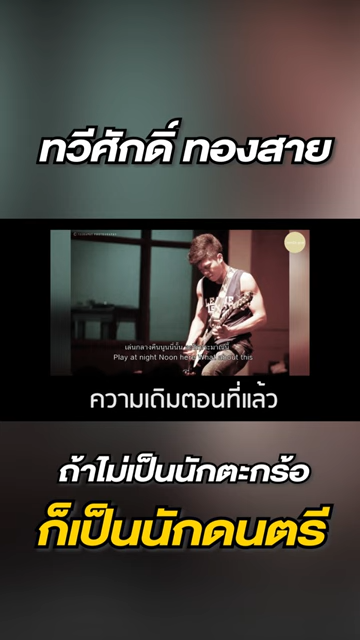 ทวีศักดิ์ ทองสาย
Play at night Noon here What about this
ความเดิมตอนที่แล้ว
ถ้าไม่เป็นนักตะกร้อ
ก็เป็นนักดนตรี